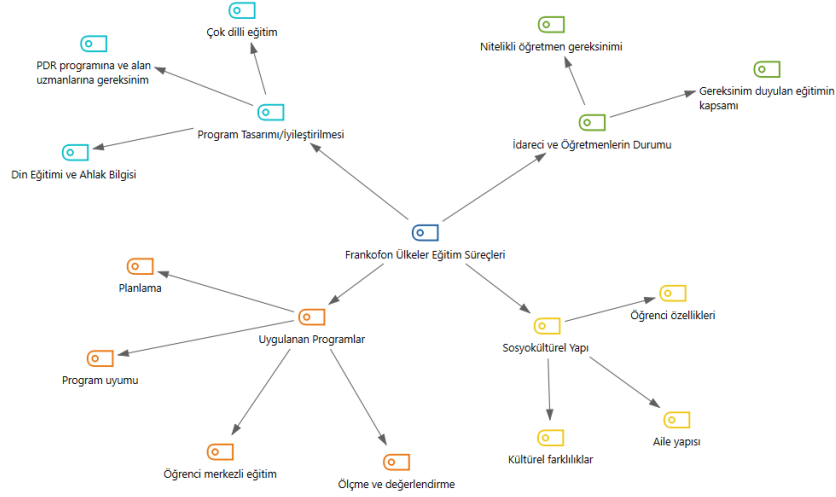 Çok dilli eğitim
Nitelikli öğretmen gereksinimi
PDR programına ve alan
uzmanlarına gereksinim
Gereksinim duyulan eğitimin
kapsamı
Program Tasarımı/İyileştirilmesi
İdareci ve Öğretmenlerin Durumu
Din Eğitimi ve Ahlak Bilgisi
Frankofon Ülkeler Eğitim Süreçleri
Planlama
Öğrenci özellikleri
Uygulanan Programlar
Sosyokültürel Yapı
Program uyumu
Aile yapısı
Kültürel farklılıklar
Öğrenci merkezli eğitim
Ölçme ve değerlendirme